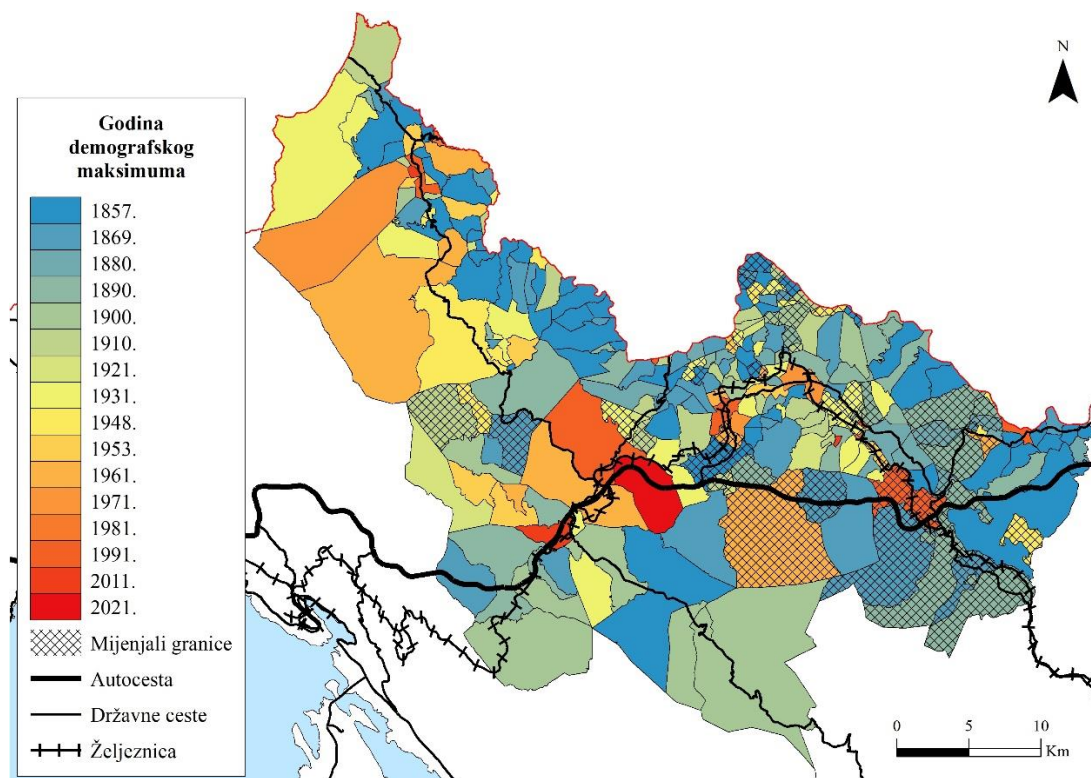 N
Godina
demografskog
maksimuma
1857.
1869.
1880.
1890.
1900.
1910.
1921.
1931.
1948.
1953.
1961.
1971.
1981.
1991.
2011.
2021.
Mijenjali granice
Autocesta
Državne ceste
Željeznica
0 5 10
Km